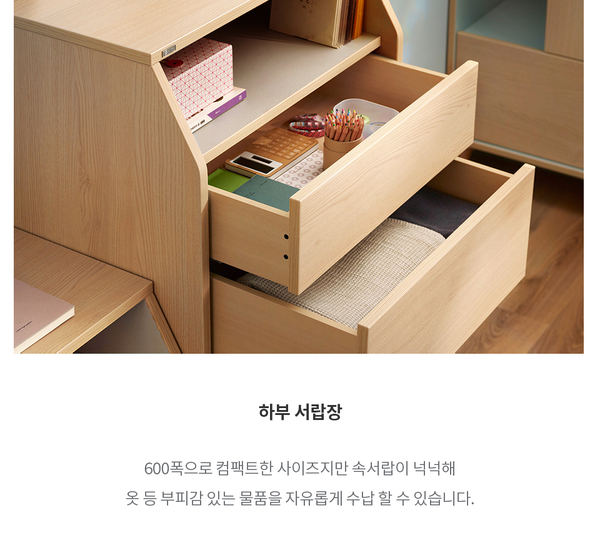 하부 서랍장
600폭으로 컴팩트한 사이즈지만 속서랍이 넉넉해
옷 등 부피감 있는 물품을 자유롭게 수납 할 수 있습니다.